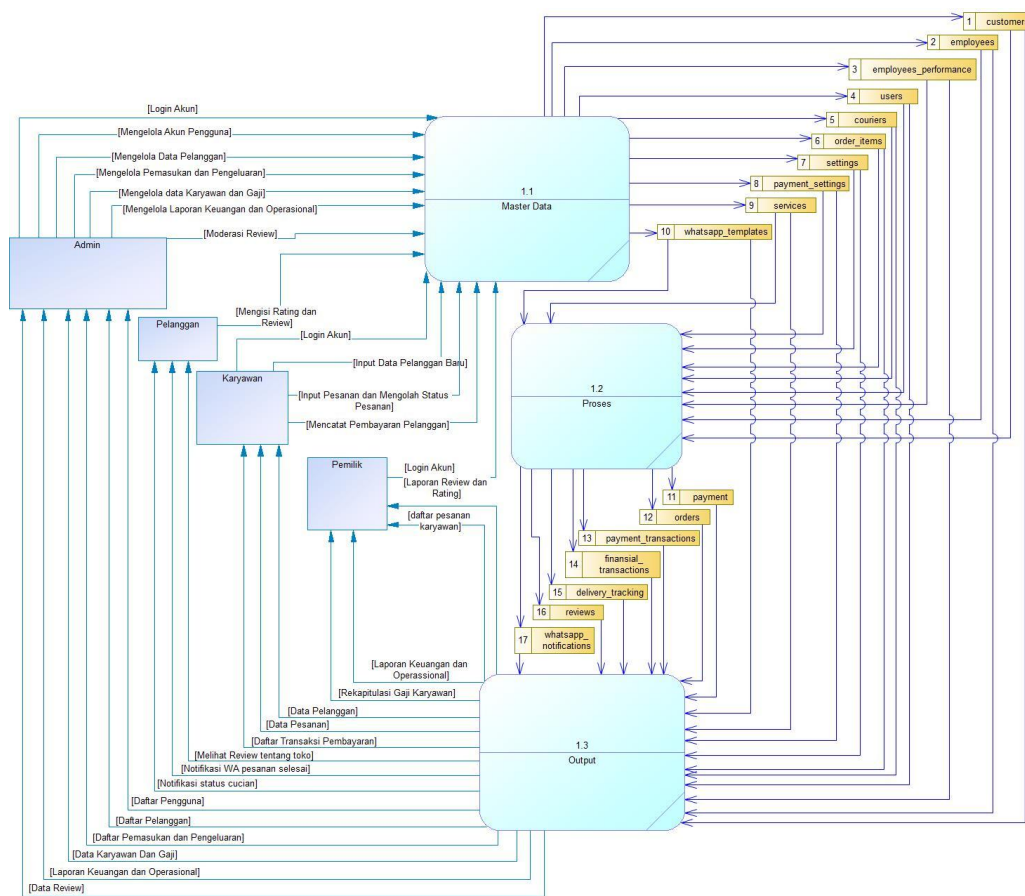 1 customer
2 employees
3 employees_performance
4 users
5 couriers
6 order_items
7 settings
8 payment_settings
9 services
10 whatsapp_templates
[Login Akun]
[Mengelola Akun Pengguna]
[Mengelola Data Pelanggan]
[Mengelola Pemasukan dan Pengeluaran]
[Mengelola data Karyawan dan Gaji]
[Mengelola Laporan Keuangan dan Operasional]
[Moderasi Review]
Admin
1.1
Master Data
[Mengisi Rating dan
Review]
Pelanggan
[Login Akun]
[Input Data Pelanggan Baru]
Karyawan
[Input Pesanan dan Mengolah Status
Pesanan]
[Mencatat Pembayaran Pelanggan]
1.2
Proses
Pemilik
[Login Akun]
[Laporan Review dan
Rating]
[daftar pesanan
karyawan]
11 payment
12 orders
13 payment_transactions
14 finansial_
transactions
15 delivery_tracking
16 reviews
17 whatsapp_
notifications
[Laporan Keuangan dan
Operassional]
[Rekapitulasi Gaji Karyawan]
[Data Pelanggan]
[Data Pesanan]
[Daftar Transaksi Pembayaran]
[Melihat Review tentang toko]
[Notifikasi WA pesanan selesai]
[Notifikasi status cucian]
[Daftar Pengguna]
[Daftar Pelanggan]
[Daftar Pemasukan dan Pengeluaran]
[Data Karyawan Dan Gaji]
[Laporan Keuangan dan Operasional]
[Data Review]
1.3
Output